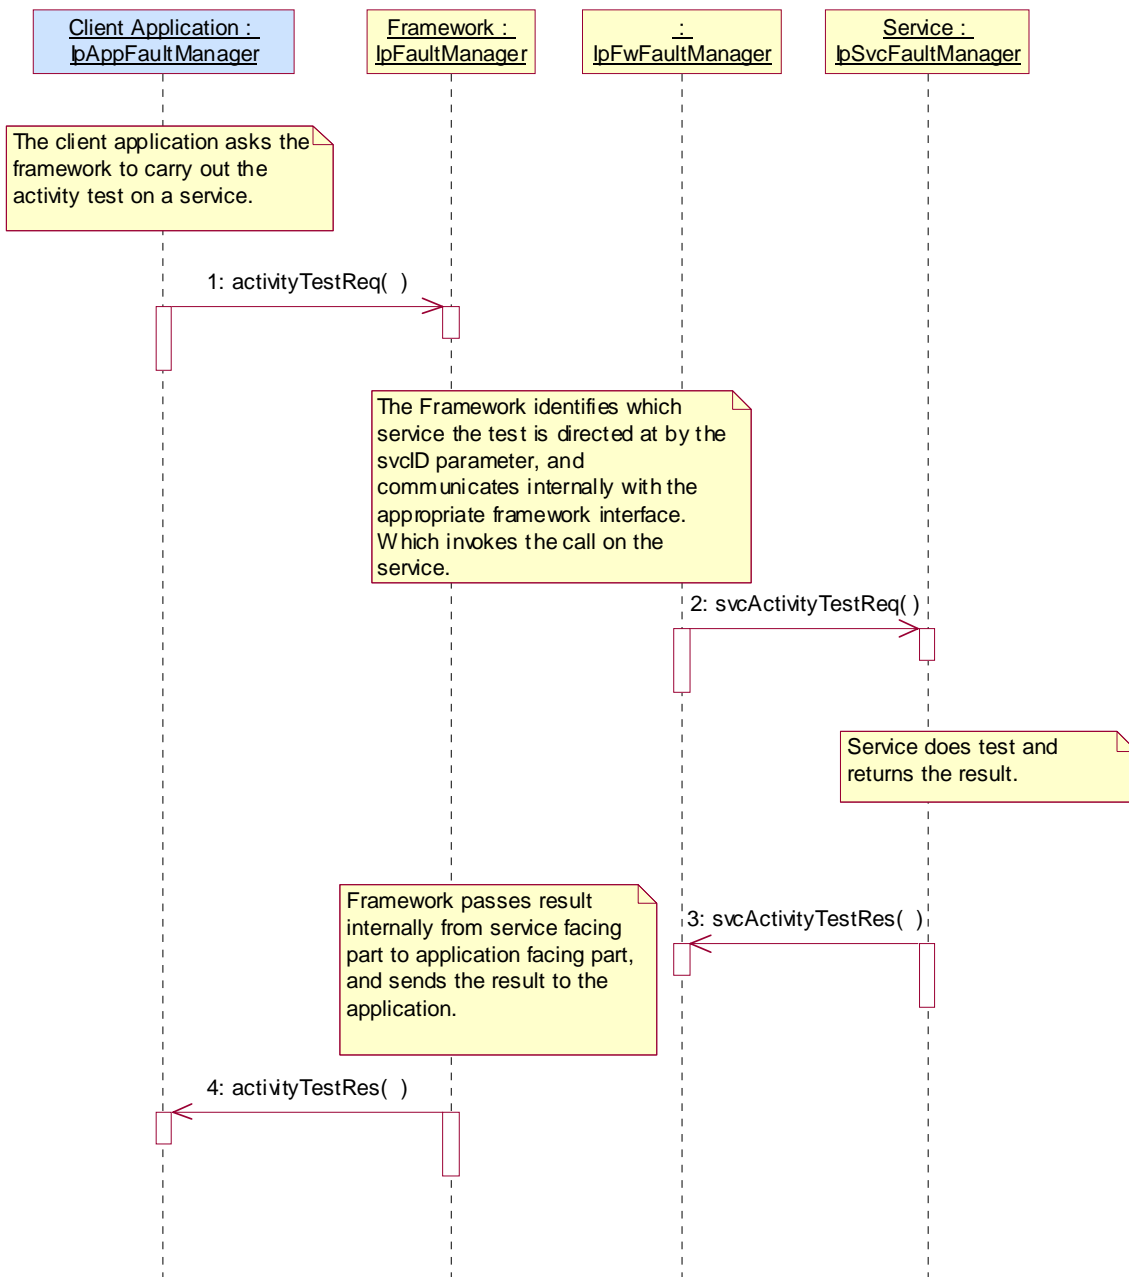 Client Application :
IpAppFaultManager
Framework :
IpFaultManager
:
IpFwFaultManager
Service :
IpSvcFaultManager
The client application asks the
framework to carry out the
activity test on a service.
1: activityTestReq( )
The Framework identifies which
service the test is directed at by the
svcID parameter, and
communicates internally with the
appropriate framework interface.
Which invokes the call on the
service.
2: svcActivityTestReq( )
Service does test and
returns the result.
Framework passes result
internally from service facing
part to application facing part,
and sends the result to the
application.
3: svcActivityTestRes( )
4: activityTestRes( )